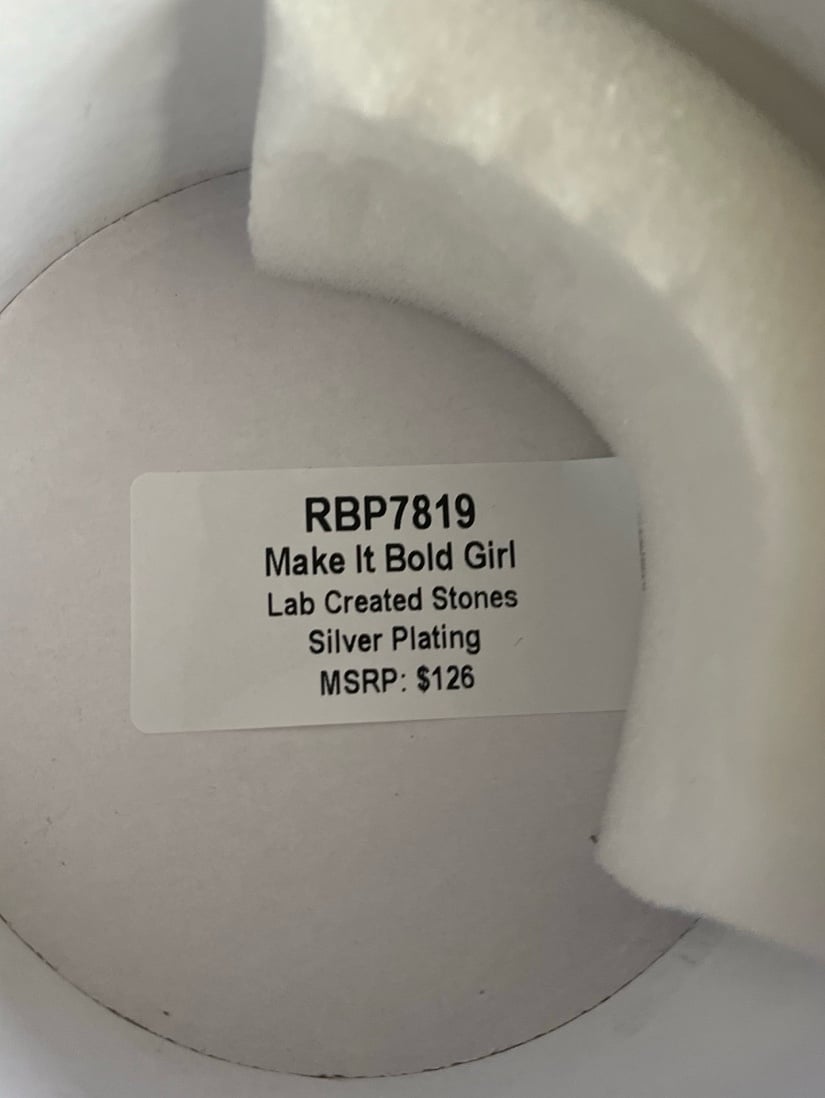 RBP7819
Make It Bold Girl
Lab Created Stones
Silver Plating
MSRP: $126